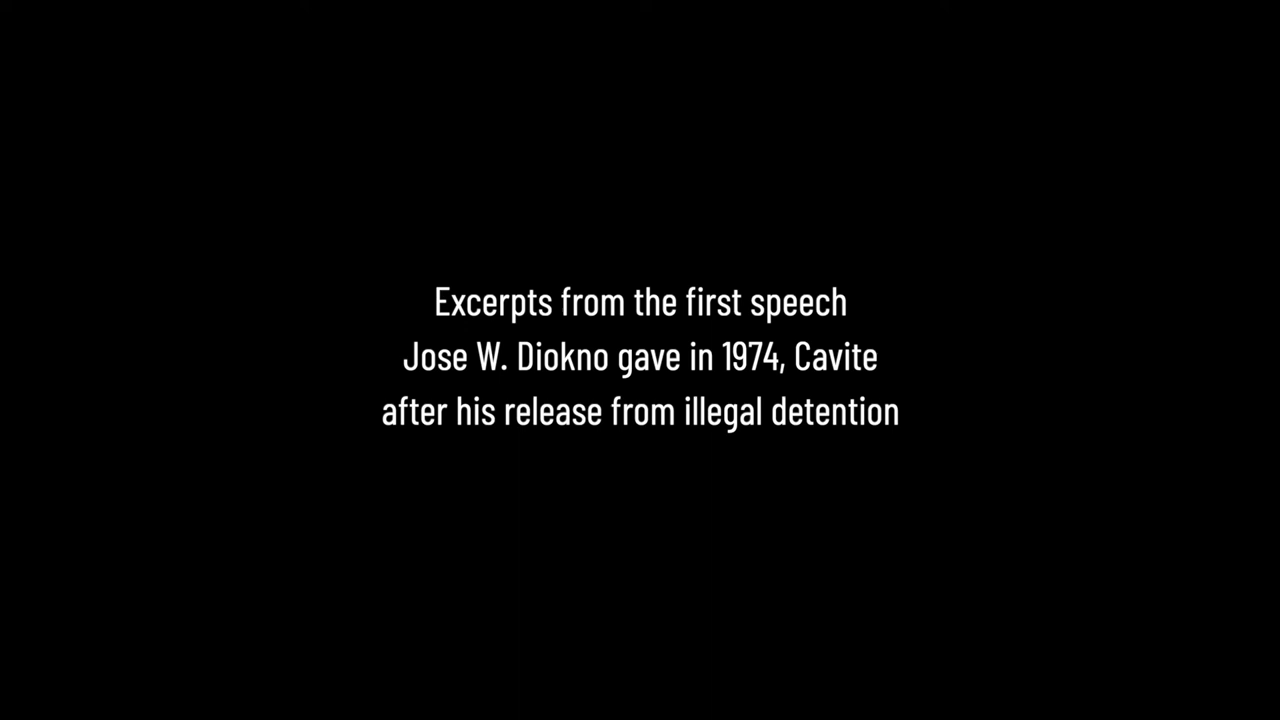 Excerpts from the first speech
Jose W. Diokno gave in 1974, Cavite
after his release from illegal detention